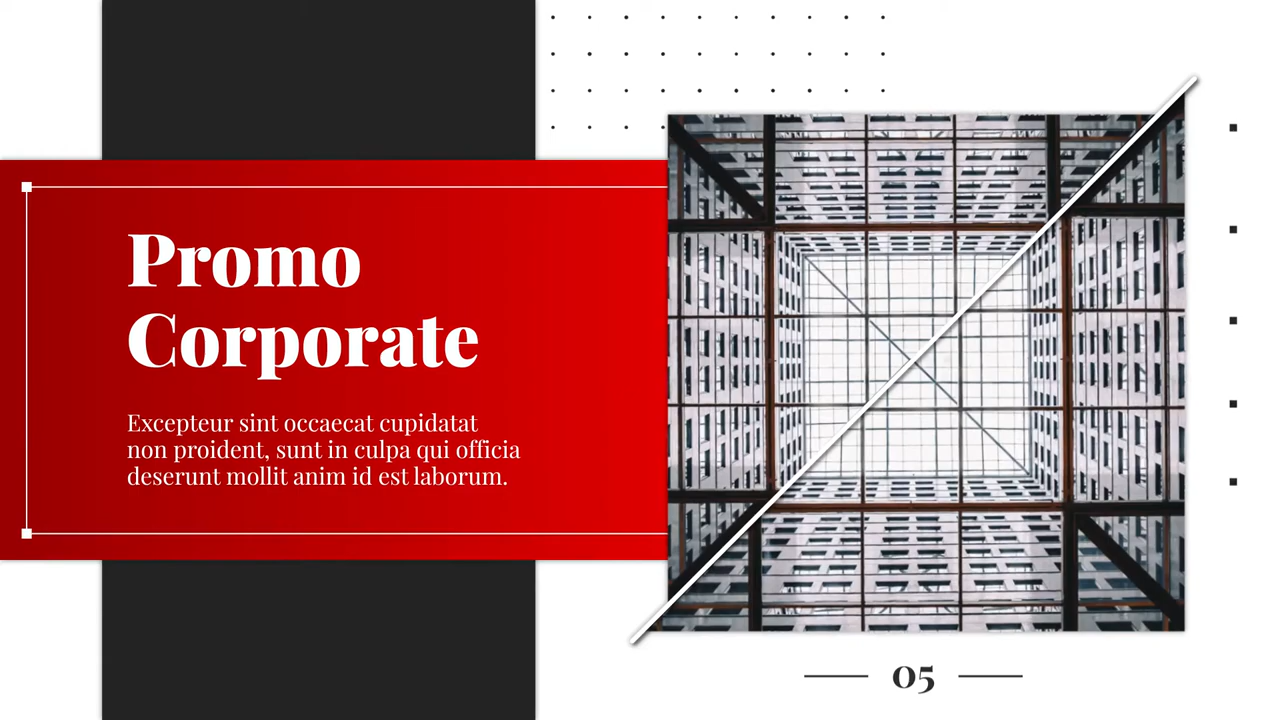 Promo
Corporate
Excepteur sint occaecat cupidatat
non proident, sunt in culpa qui officia
deserunt mollit anim id est laborum.
05